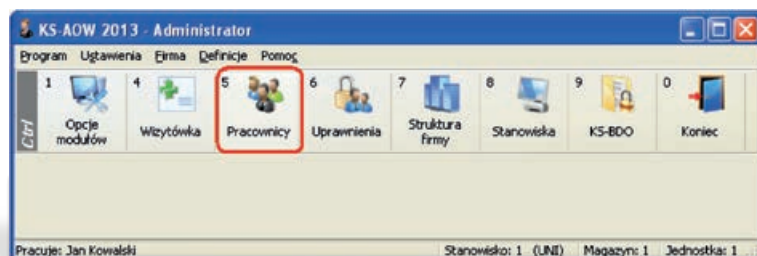 KS-AOW 2013 - Administrator
Program Ustawienia Firma Definicje Pomoc
Ctrl
1 Opcje modułów
4 Wizytówka
5 Pracownicy
6 Uprawnienia
7 Struktura firmy
8 Stanowiska
9 KS-BDO
0 Koniec
Pracuje: Jan Kowalski Stanowisko: 1 (UNI) Magazyn: 1 Jednostka: 1